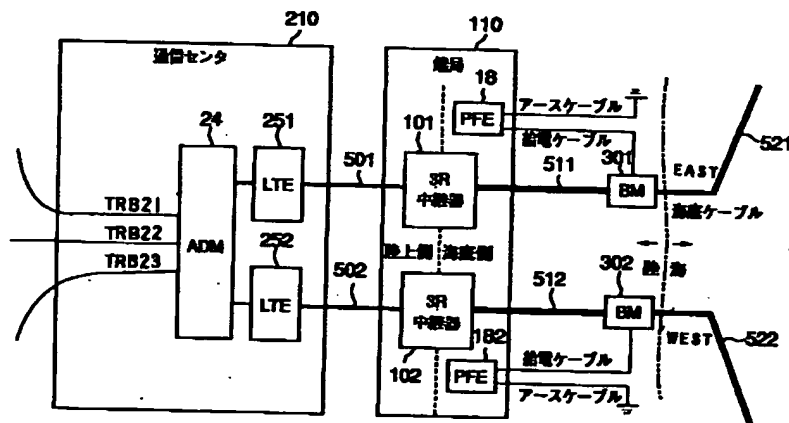 210
通信センタ
110
端局
18
PFE
アースケーブル
給電ケーブル
24
251
101
301
521
LTE
501
SR
中継器
511
BM
EAST
海底ケーブル
TRB21
TRB22
TRB23
ADM
252
陸上側
海底側
302
陸
海
LTE
502
SR
中継器
512
BM
WEST
522
182
102
PFE
給電ケーブル
アースケーブル